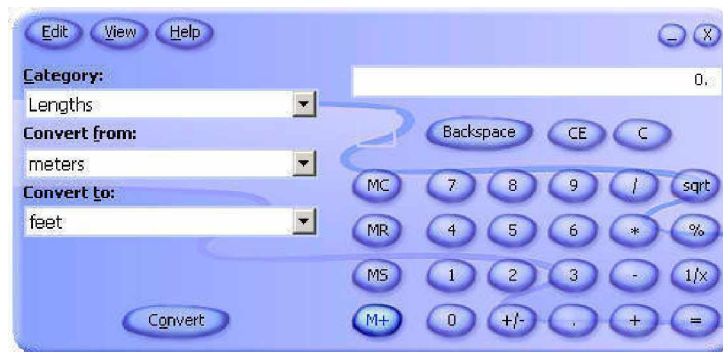 Edit View Help _ X
Category:
0.
Lengths
Convert from:
Backspace CE C
meters
MC 7 8 9 / sqrt
Convert to:
feet
MR 4 5 6 * %
MS 1 2 3 - 1/x
Convert
M+ 0 +/- . + =